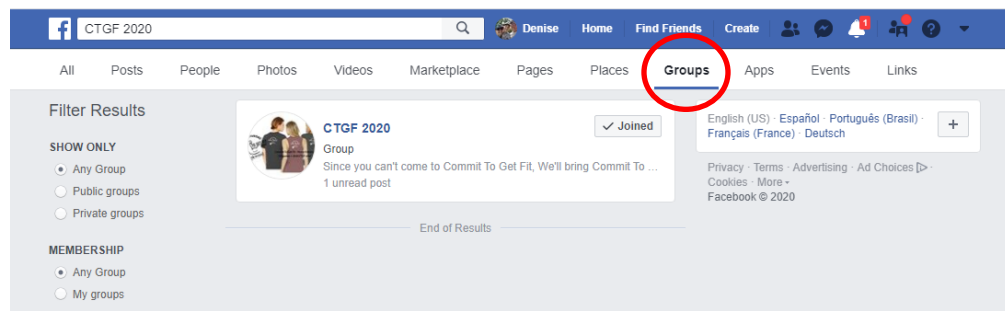 f CTGF 2020 Denise Home Find Friends Create 1 ?
All Posts People Photos Videos Marketplace Pages Places Groups Apps Events Links
Filter Results
SHOW ONLY
Any Group
Public groups
Private groups
MEMBERSHIP
Any Group
My groups
CTGF 2020
Group
Since you can't come to Commit To Get Fit, We'll bring Commit To ...
1 unread post
✓ Joined
End of Results
English (US) · Español · Português (Brasil) ·
Français (France) · Deutsch
+
Privacy · Terms · Advertising · Ad Choices ·
Cookies · More
Facebook © 2020